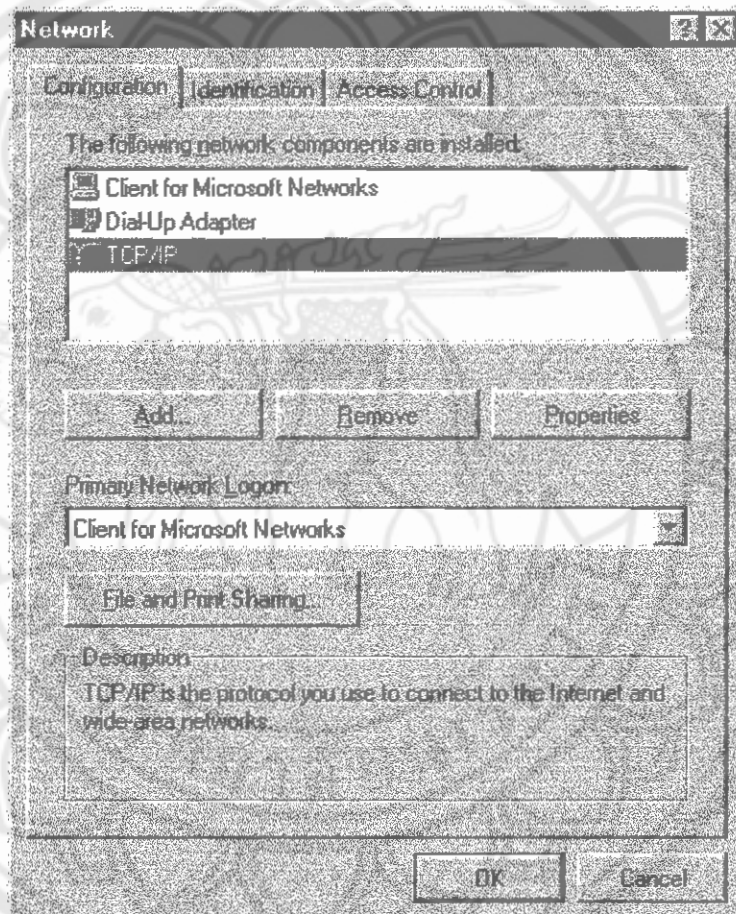 Network
Configuration Identification Access Control
The following network components are installed:
Client for Microsoft Networks
Dial-Up Adapter
TCP/IP
Add... Remove Properties
Primary Network Logon:
Client for Microsoft Networks
File and Print Sharing...
Description
TCP/IP is the protocol you use to connect to the Internet and
wide-area networks.
OK Cancel